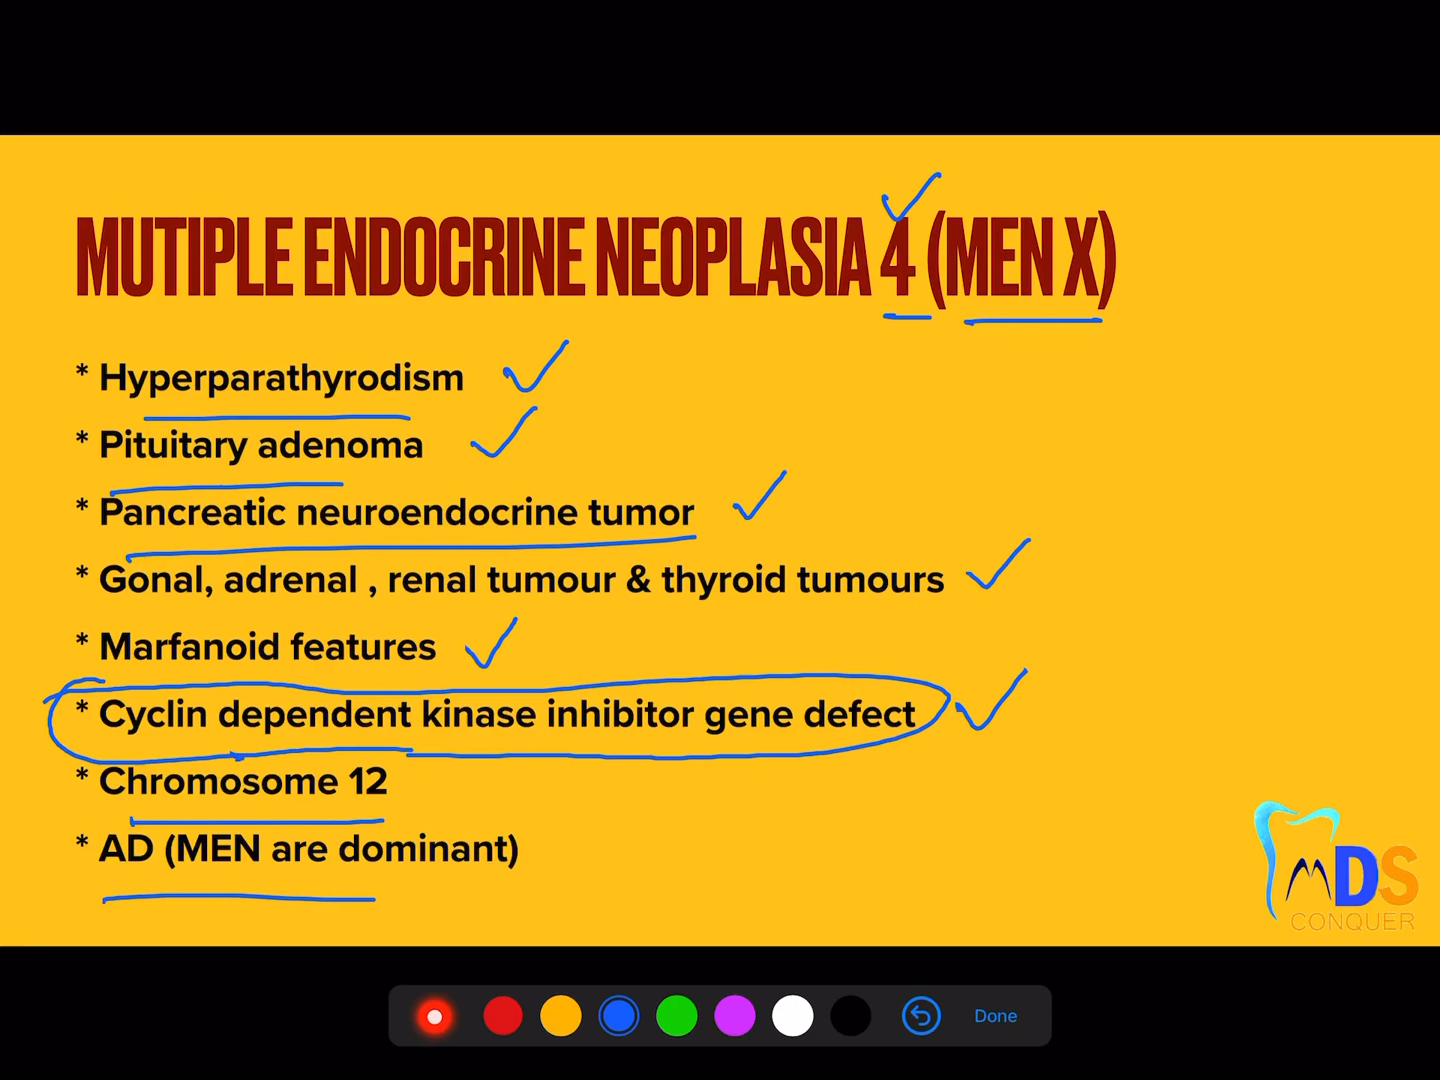 MUTIPLE ENDOCRINE NEOPLASIA 4 (MEN X)
* Hyperparathyrodism
* Pituitary adenoma
* Pancreatic neuroendocrine tumor
* Gonal, adrenal , renal tumour & thyroid tumours
* Marfanoid features
* Cyclin dependent kinase inhibitor gene defect
* Chromosome 12
* AD (MEN are dominant)
MDS
CONQUER
Done